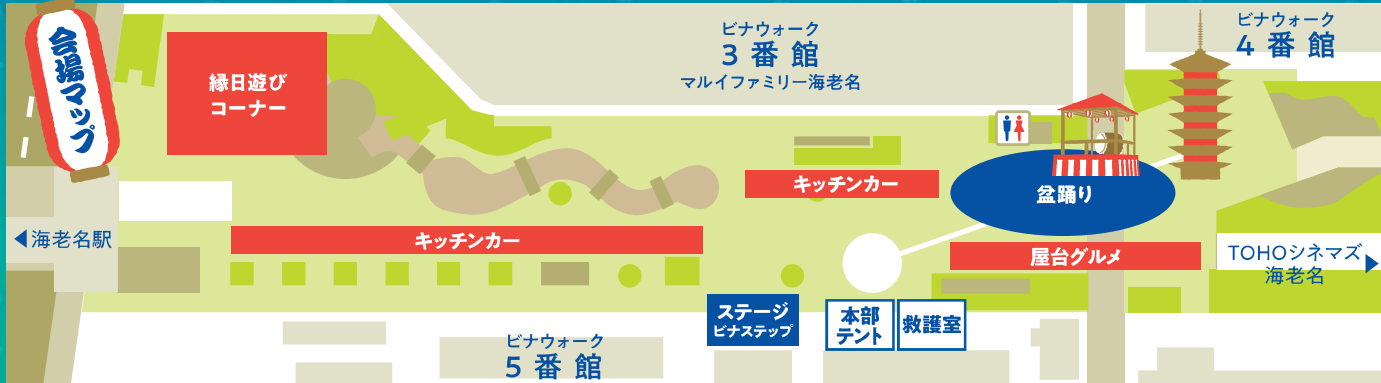 会場マップ
縁日遊び
コーナー
ビナウォーク
3番館
マルイファミリー海老名
ビナウォーク
4番館
キッチンカー
盆踊り
◀海老名駅
キッチンカー
屋台グルメ
TOHOシネマズ▶
海老名
ステージ
ビナステップ
本部
テント
救護室
ビナウォーク
5番館